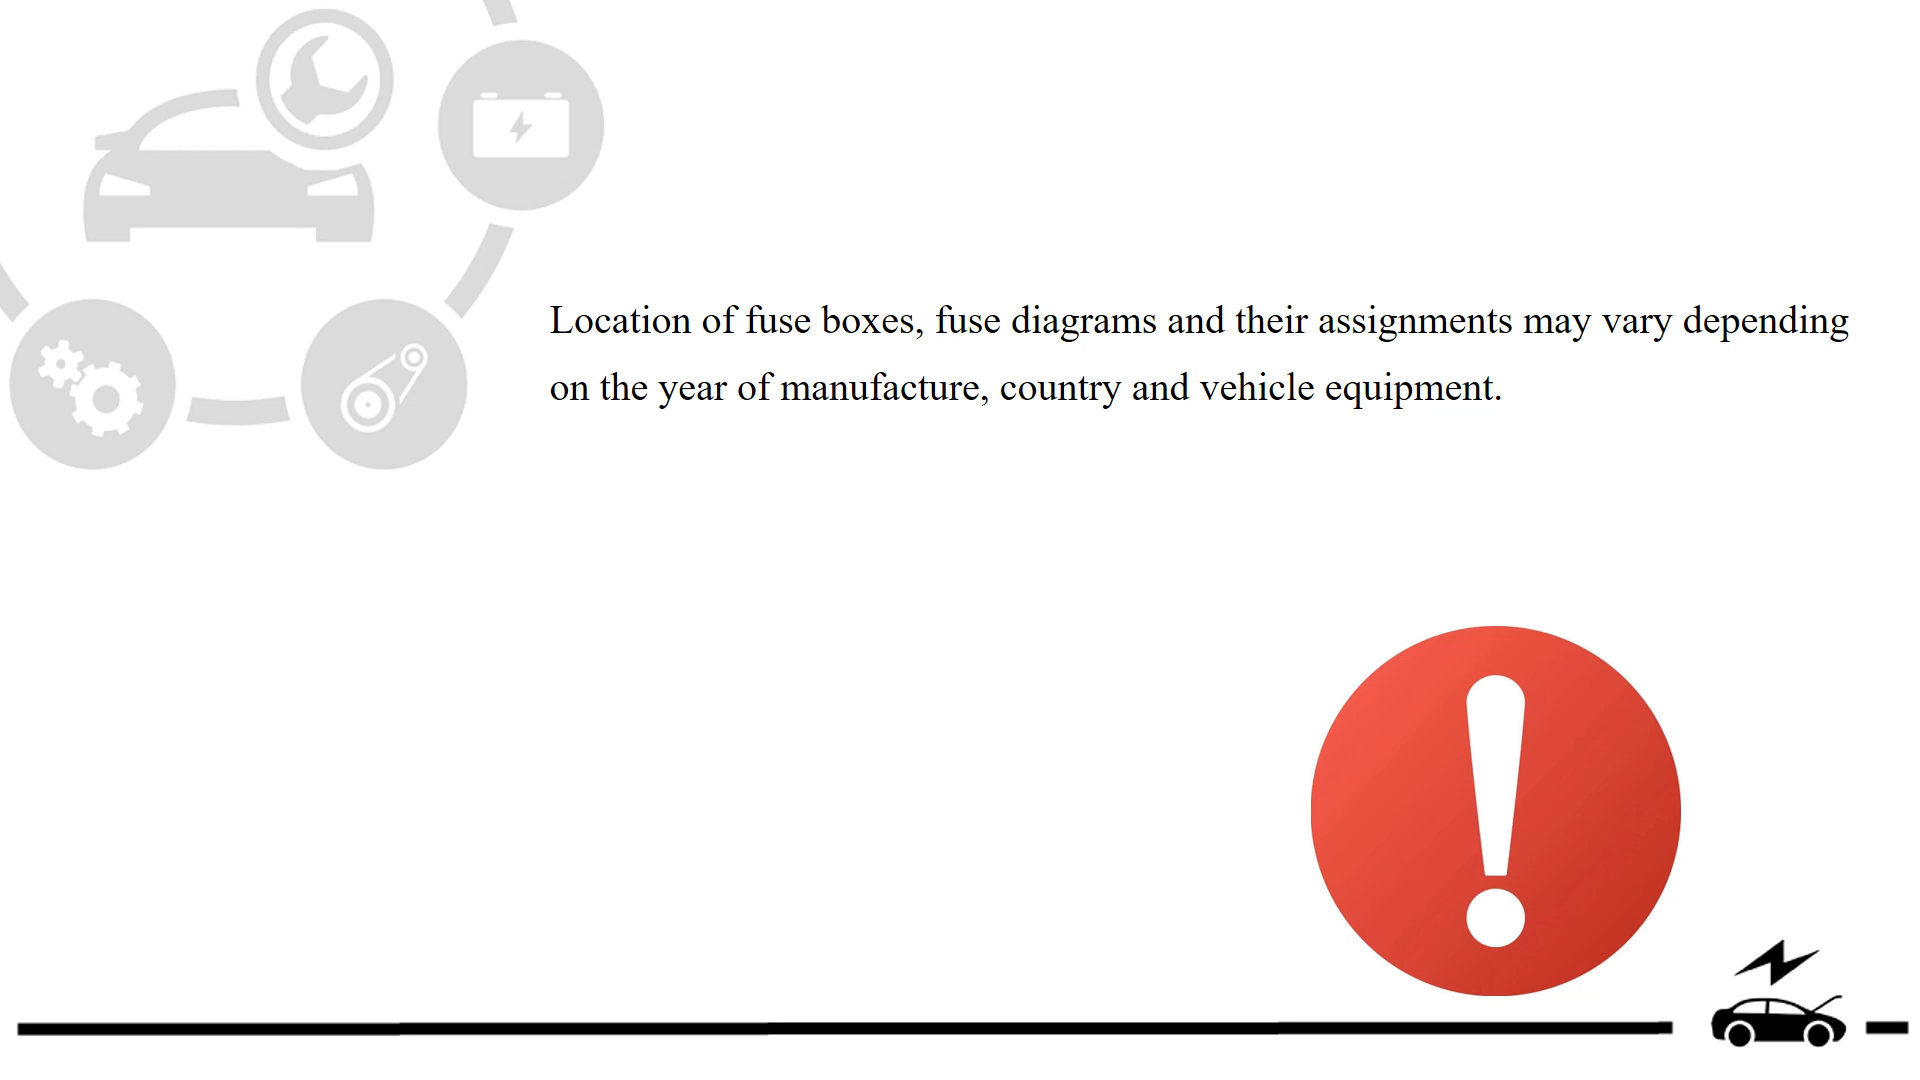 Location of fuse boxes, fuse diagrams and their assignments may vary depending
on the year of manufacture, country and vehicle equipment.